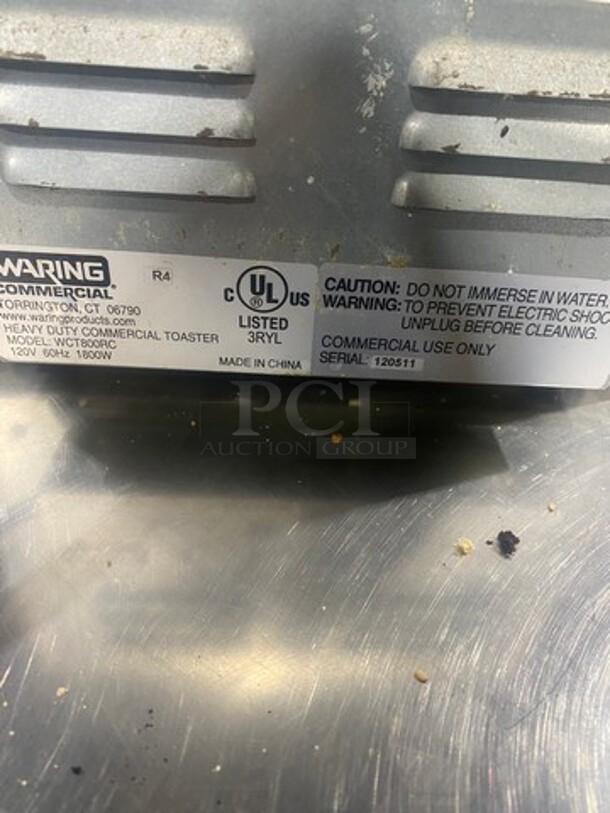 WARING
COMMERCIAL®
TORRINGTON, CT 06790
www.waringproducts.com
HEAVY DUTY COMMERCIAL TOASTER
MODEL: WCT800RC
120V 60Hz 1800W
R4
C UL US
LISTED
3RYL
MADE IN CHINA
CAUTION: DO NOT IMMERSE IN WATER
WARNING: TO PREVENT ELECTRIC SHOC
UNPLUG BEFORE CLEANING.
COMMERCIAL USE ONLY
SERIAL: 120511
PCI
AUCTION GROUP